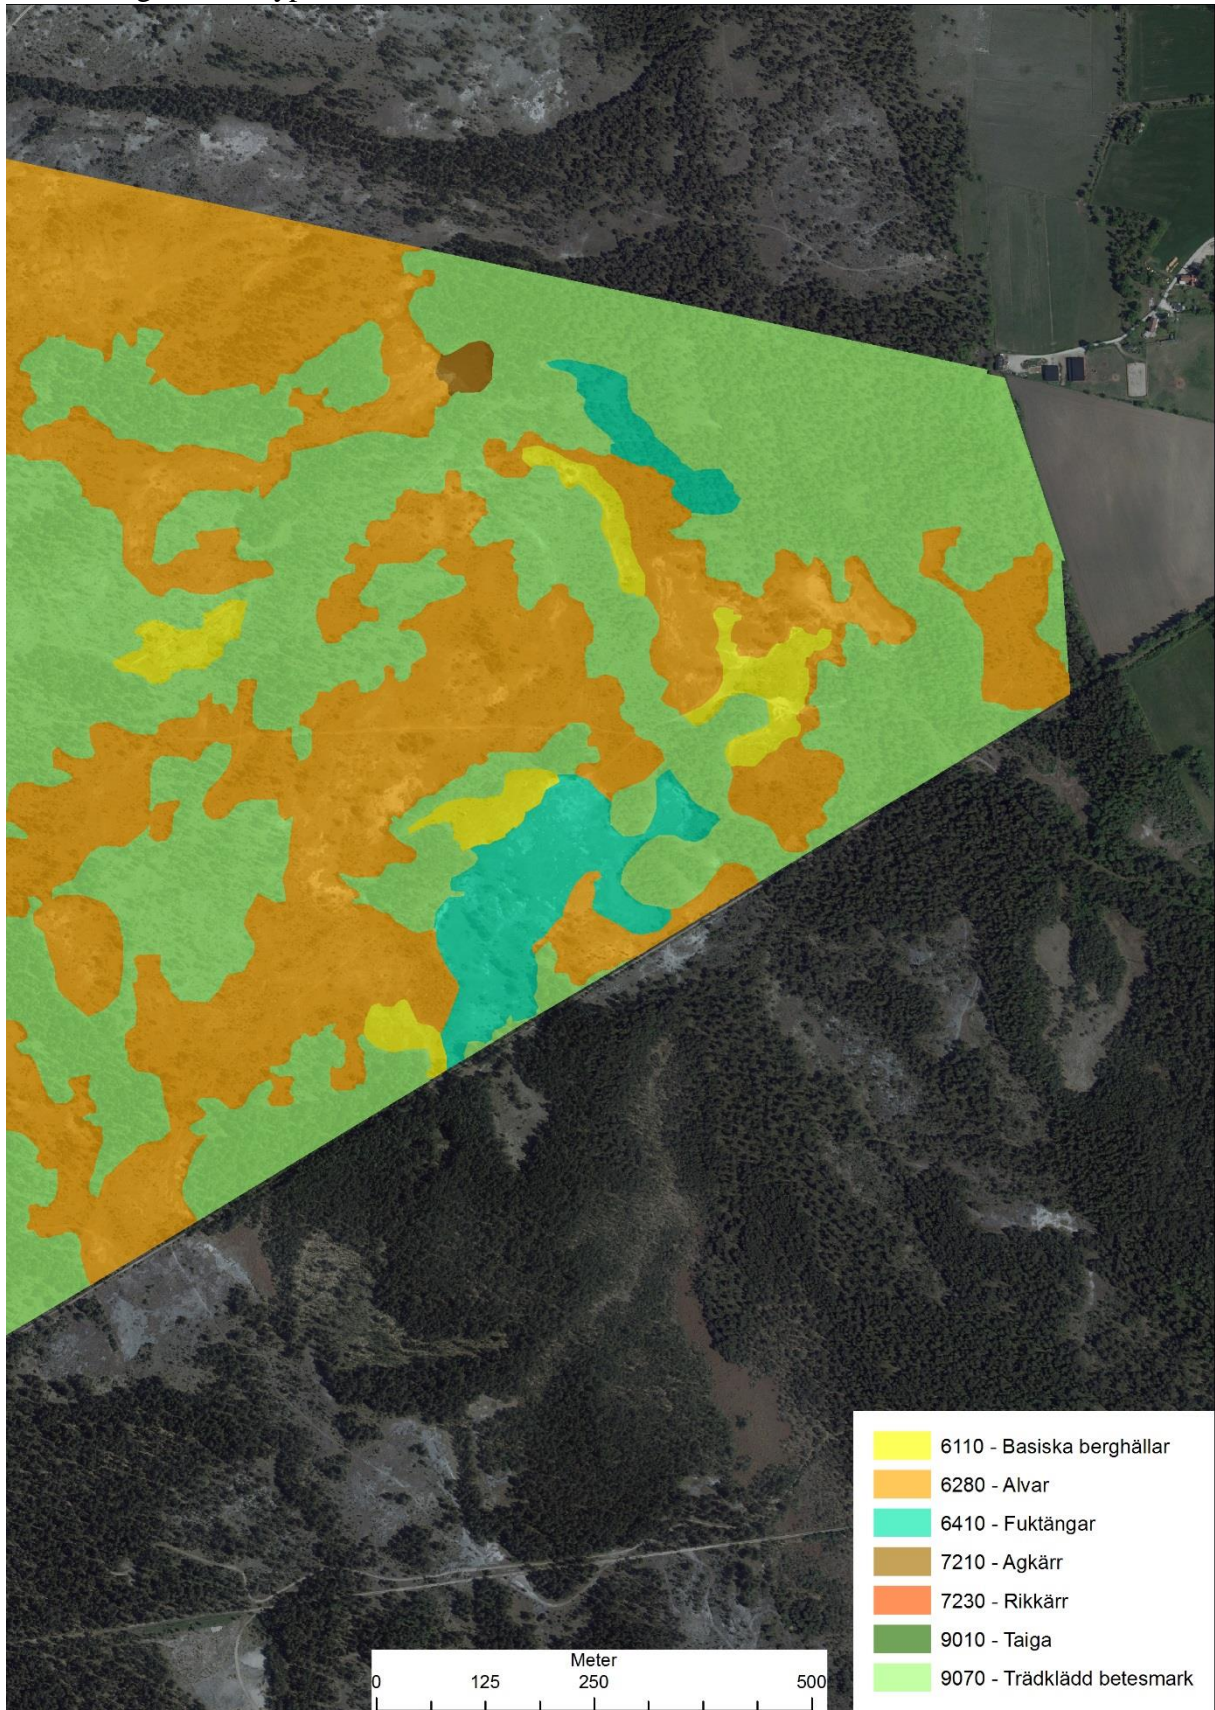 6110 - Basiska berghällar
6280 - Alvar
6410 - Fuktängar
7210 - Agkärr
7230 - Rikkärr
9010 - Taiga
9070 - Trädklädd betesmark
Meter
0 125 250 500